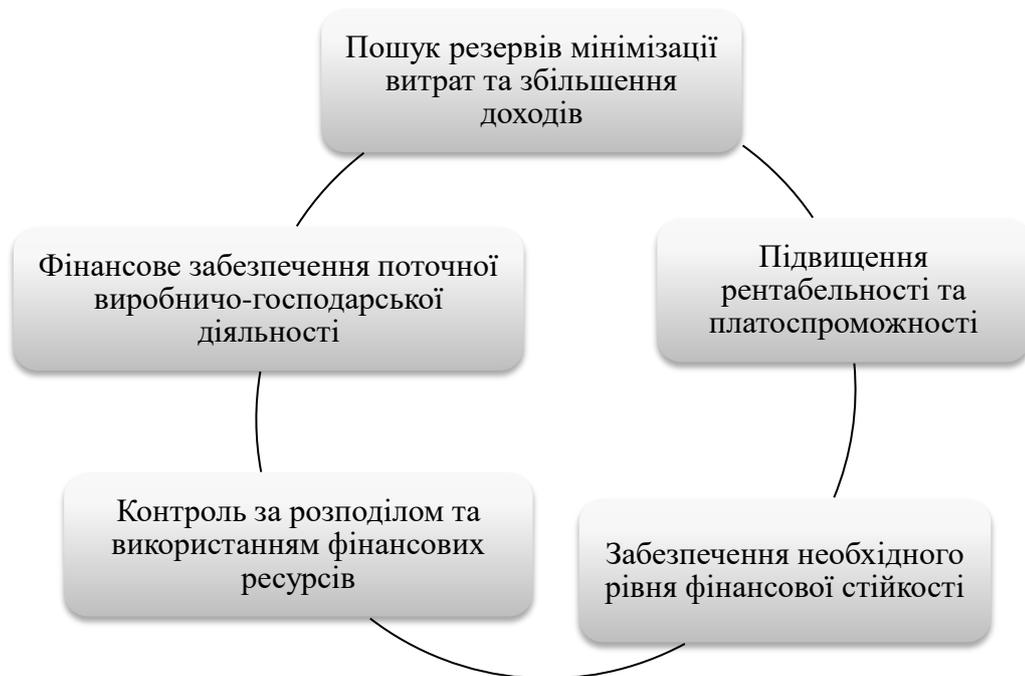 Пошук резервів мінімізації
витрат та збільшення
доходів
Підвищення
рентабельності та
платоспроможності
Забезпечення необхідного
рівня фінансової стійкості
Контроль за розподілом та
використанням фінансових
ресурсів
Фінансове забезпечення поточної
виробничо-господарської
діяльності